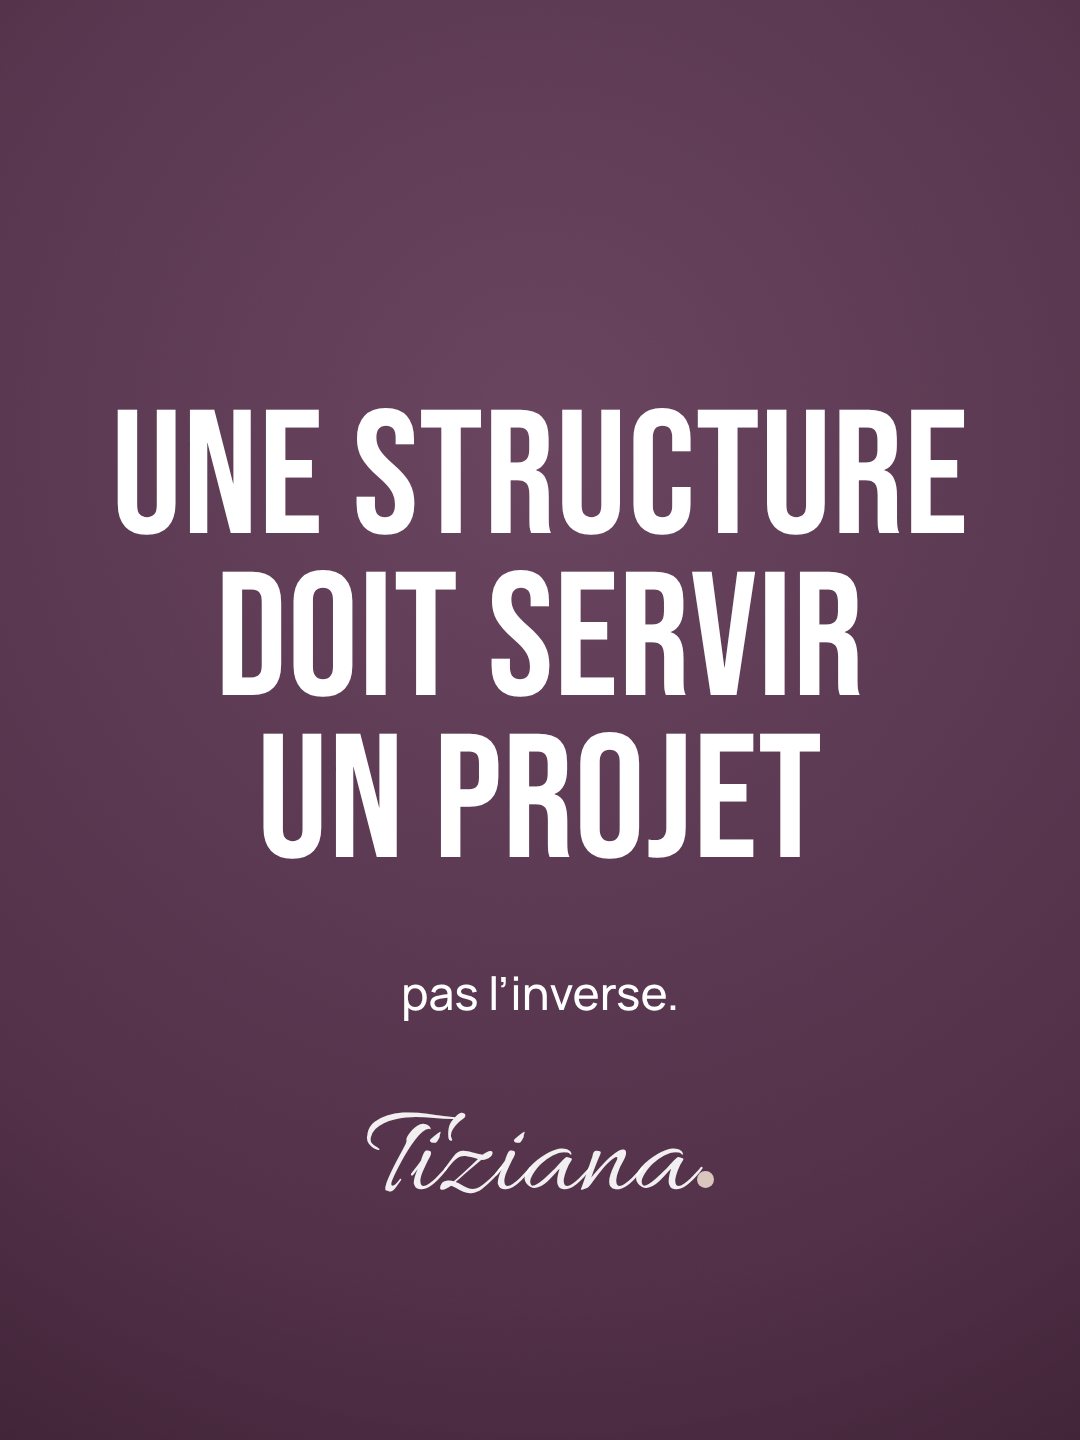 UNE STRUCTURE
DOIT SERVIR
UN PROJET
pas l’inverse.
Tiziana.